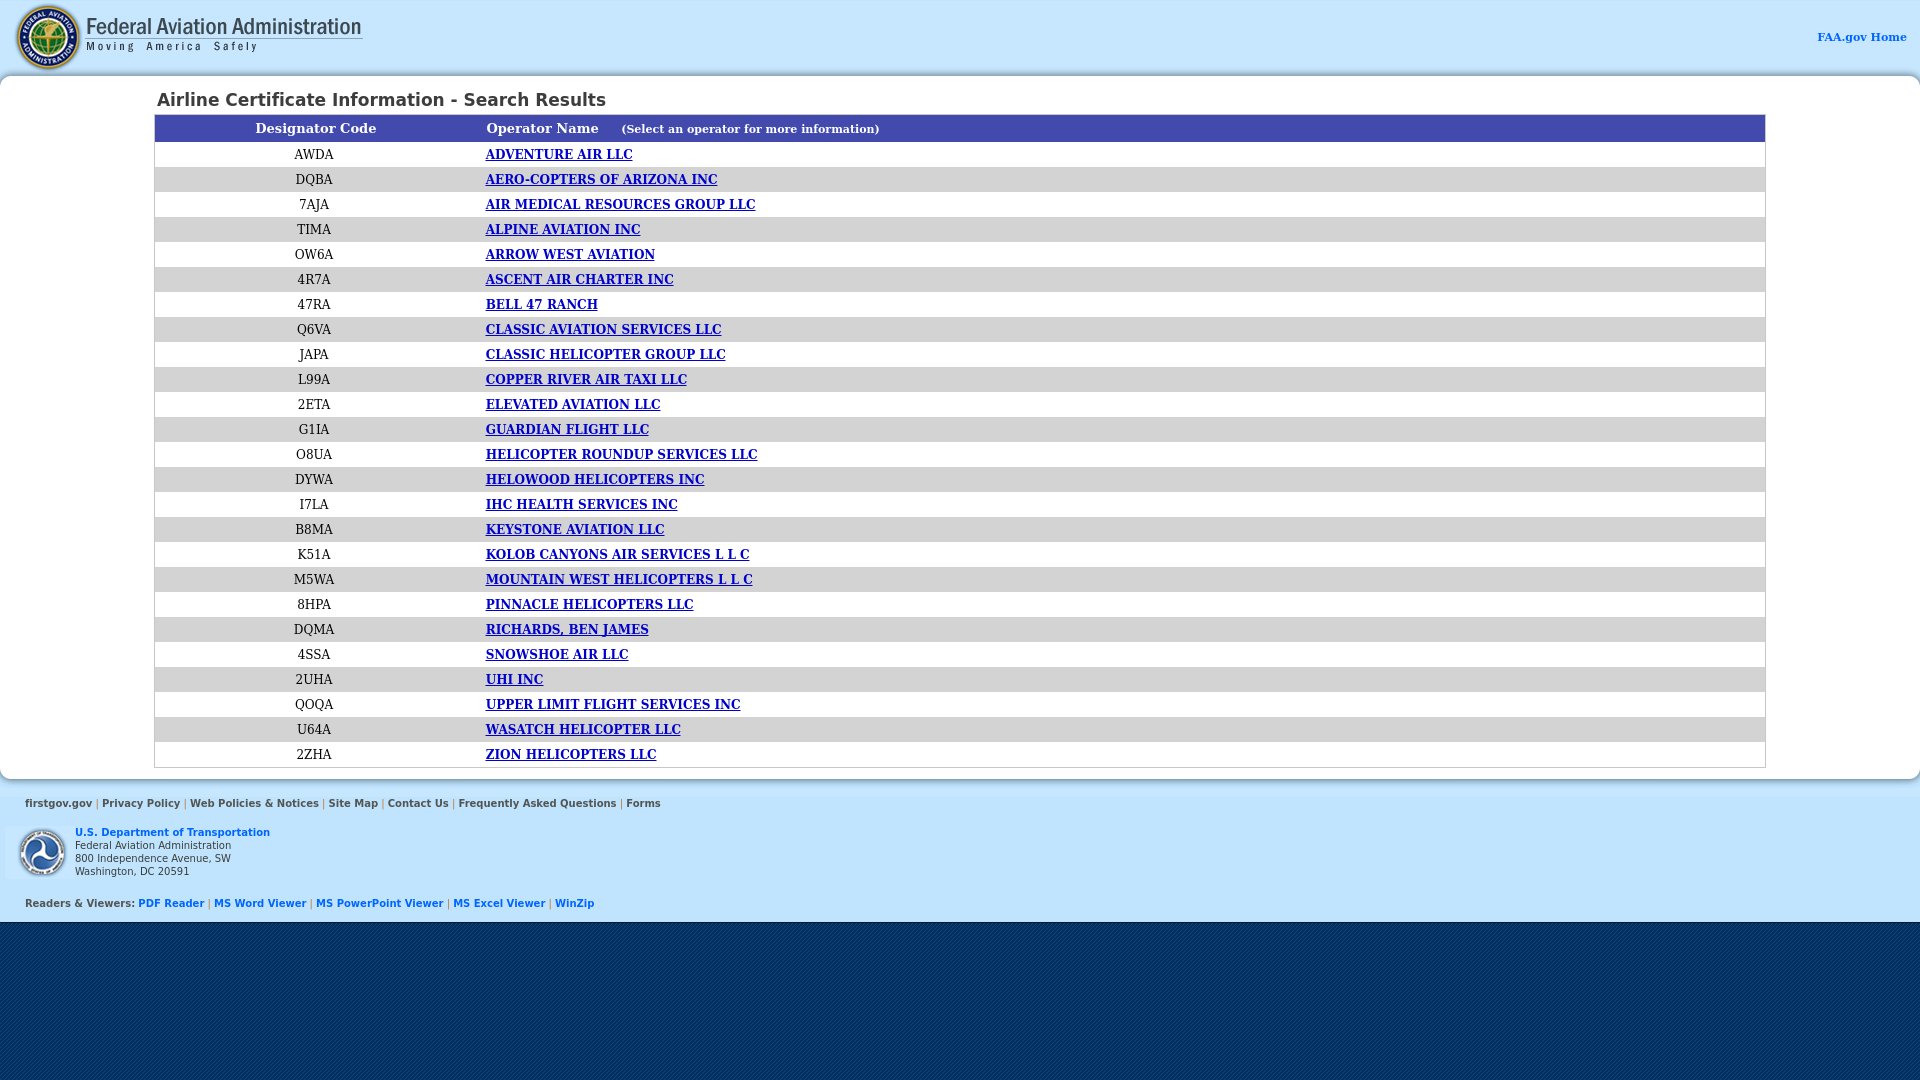 Federal Aviation Administration
Moving America Safely
FAA.gov Home
Airline Certificate Information - Search Results
Designator Code Operator Name (Select an operator for more information)
AWDA ADVENTURE AIR LLC
DQBA AERO-COPTERS OF ARIZONA INC
7AJA AIR MEDICAL RESOURCES GROUP LLC
TIMA ALPINE AVIATION INC
OW6A ARROW WEST AVIATION
4R7A ASCENT AIR CHARTER INC
47RA BELL 47 RANCH
Q6VA CLASSIC AVIATION SERVICES LLC
JAPA CLASSIC HELICOPTER GROUP LLC
L99A COPPER RIVER AIR TAXI LLC
2ETA ELEVATED AVIATION LLC
G1IA GUARDIAN FLIGHT LLC
O8UA HELICOPTER ROUNDUP SERVICES LLC
DYWA HELOWOOD HELICOPTERS INC
I7LA IHC HEALTH SERVICES INC
B8MA KEYSTONE AVIATION LLC
K51A KOLOB CANYONS AIR SERVICES L L C
M5WA MOUNTAIN WEST HELICOPTERS L L C
8HPA PINNACLE HELICOPTERS LLC
DQMA RICHARDS, BEN JAMES
4SSA SNOWSHOE AIR LLC
2UHA UHI INC
QOQA UPPER LIMIT FLIGHT SERVICES INC
U64A WASATCH HELICOPTER LLC
2ZHA ZION HELICOPTERS LLC
firstgov.gov | Privacy Policy | Web Policies & Notices | Site Map | Contact Us | Frequently Asked Questions | Forms
U.S. Department of Transportation
Federal Aviation Administration
800 Independence Avenue, SW
Washington, DC 20591
Readers & Viewers: PDF Reader | MS Word Viewer | MS PowerPoint Viewer | MS Excel Viewer | WinZip